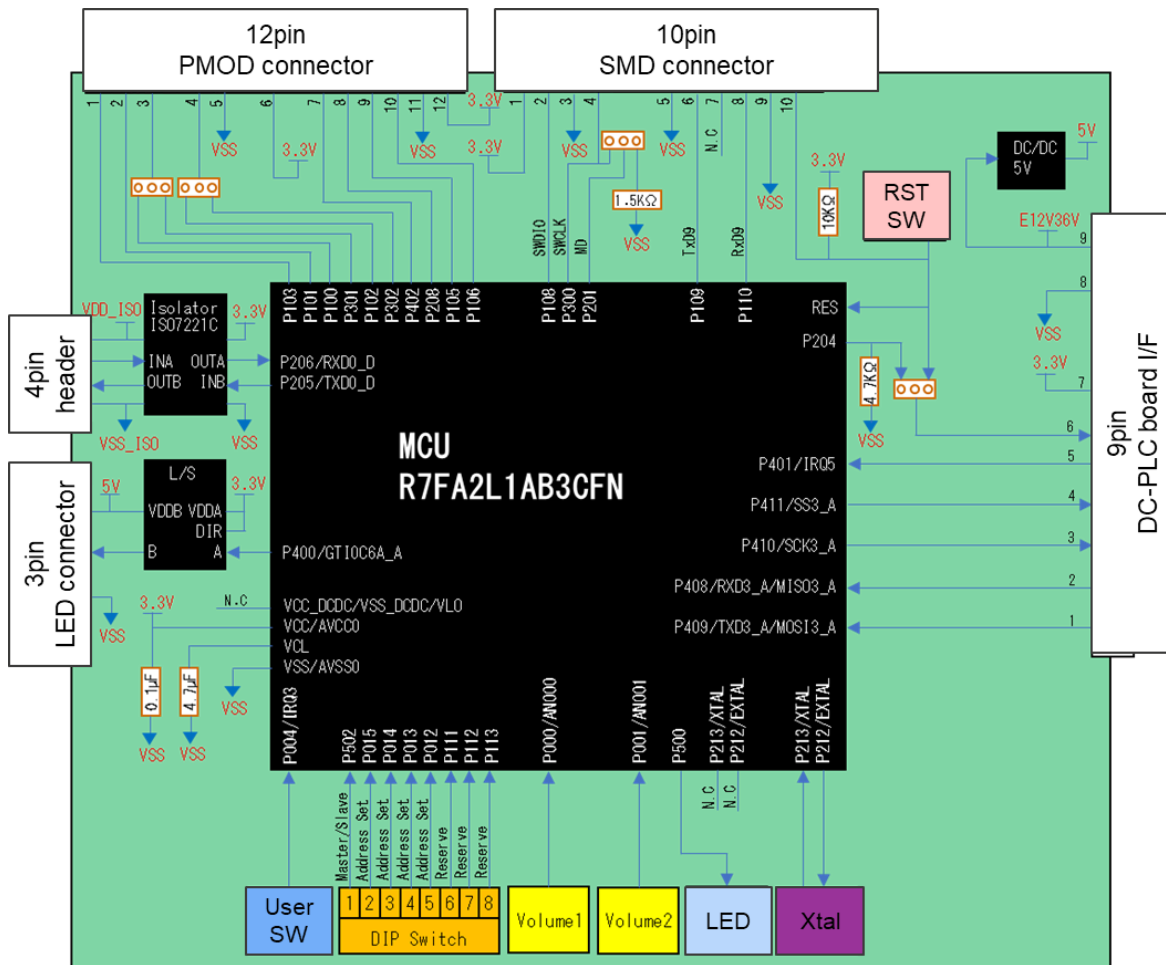 12pin
PMOD connector
10pin
SMD connector
1
2
3
4
5
6
7
8
9
10
11
12
3.3V
1
2
3
4
5
6
7
8
9
10
VSS
3.3V
VSS
3.3V
VSS
VSS
N.C
VSS
3.3V
10KΩ
RST
SW
DC/DC
5V
5V
1.5KΩ
VSS
SWDIO
SWCLK
MD
TxD9
RxD9
E12V36V
9
8
VSS
3.3V
7
6
5
4
3
2
1
9pin
DC-PLC board I/F
P103
P101
P100
P301
P102
P302
P402
P208
P105
P106
P108
P300
P201
P109
P110
RES
P204
4.7KΩ
VSS
4pin
header
VDD_ISO
Isolator
ISO7221C
3.3V
INA OUTA
OUTB INB
VSS_ISO
VSS
P206/RXD0_D
P205/TXD0_D
MCU
R7FA2L1AB3CFN
P401/IRQ5
P411/SS3_A
P410/SCK3_A
P408/RXD3_A/MISO3_A
P409/TXD3_A/MOSI3_A
3pin
LED connector
5V
L/S
3.3V
VDDB VDDA
DIR
B A
VSS
P400/GTIOC6A_A
N.C
VCC_DCDC/VSS_DCDC/VLO
3.3V
VCC/AVCC0
VCL
VSS/AVSS0
0.1μF
4.7μF
VSS
VSS
VSS
P004/IRQ3
P502
P015
P014
P013
P012
P111
P112
P113
P000/AN000
P001/AN001
P500
P213/XTAL
P212/EXTAL
P213/XTAL
P212/EXTAL
N.C
N.C
Master/Slave
Address Set
Address Set
Address Set
Address Set
Reserve
Reserve
Reserve
User
SW
1 2 3 4 5 6 7 8
DIP Switch
Volume1
Volume2
LED
Xtal